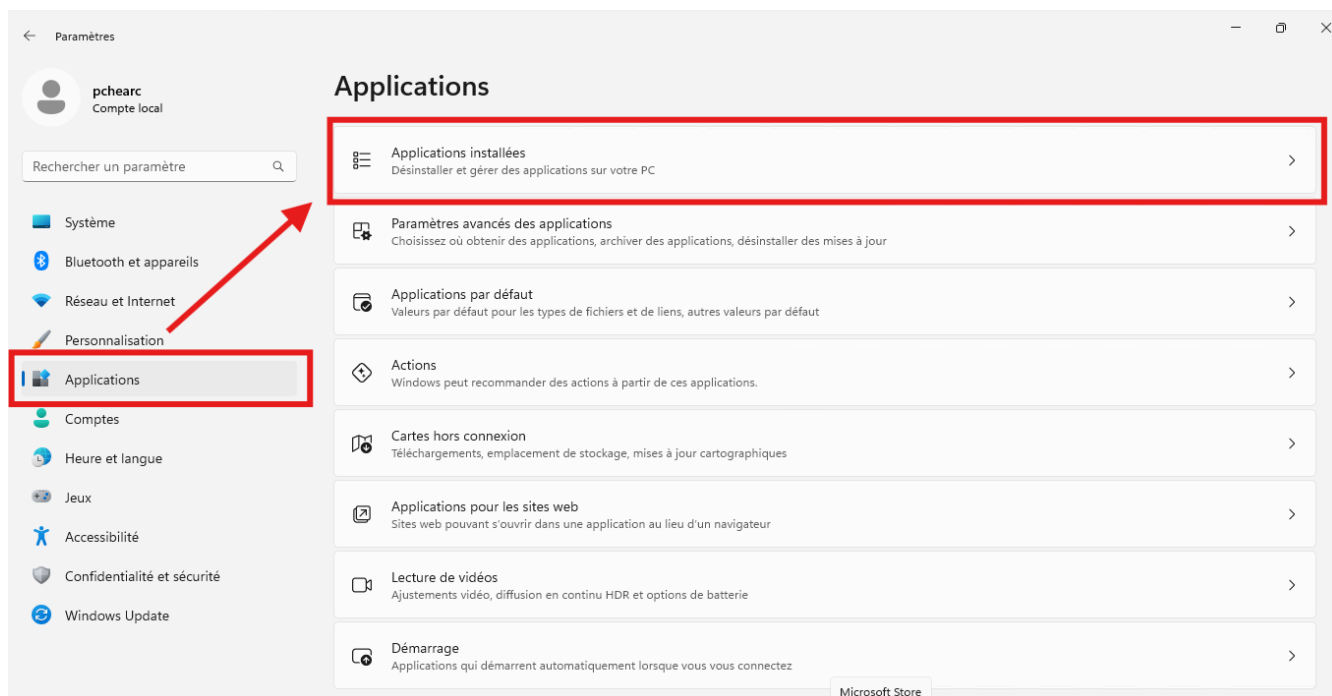 Paramètres
pchearc
Compte local
Rechercher un paramètre
Système
Bluetooth et appareils
Réseau et Internet
Personnalisation
Applications
Comptes
Heure et langue
Jeux
Accessibilité
Confidentialité et sécurité
Windows Update
Applications
Applications installées
Désinstaller et gérer des applications sur votre PC
Paramètres avancés des applications
Choisissez où obtenir des applications, archiver des applications, désinstaller des mises à jour
Applications par défaut
Valeurs par défaut pour les types de fichiers et de liens, autres valeurs par défaut
Actions
Windows peut recommander des actions à partir de ces applications.
Cartes hors connexion
Téléchargements, emplacement de stockage, mises à jour cartographiques
Applications pour les sites web
Sites web pouvant s'ouvrir dans une application au lieu d'un navigateur
Lecture de vidéos
Ajustements vidéo, diffusion en continu HDR et options de batterie
Démarrage
Applications qui démarrent automatiquement lorsque vous vous connectez
Microsoft Store